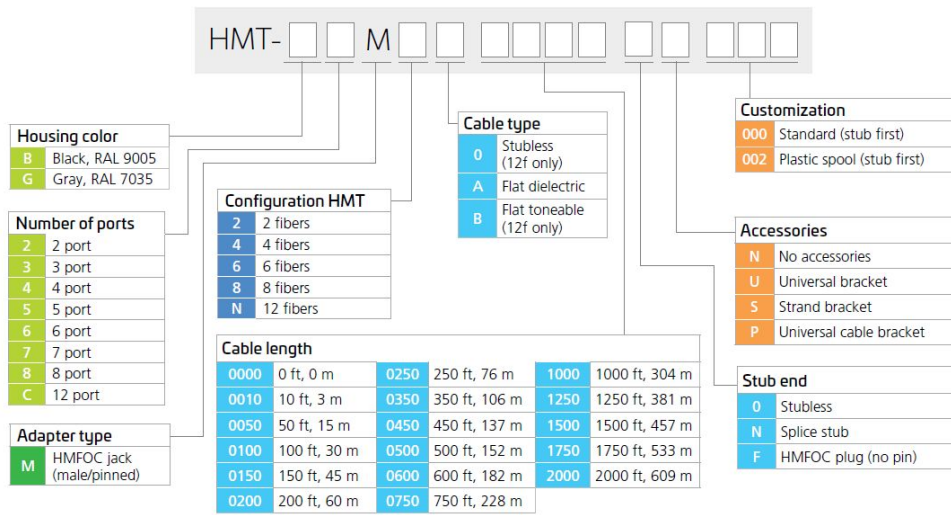 HMT- M
Housing color
B Black, RAL 9005
G Gray, RAL 7035
Number of ports
2 2 port
3 3 port
4 4 port
5 5 port
6 6 port
7 7 port
8 8 port
C 12 port
Adapter type
M HMFOC jack
(male/pinned)
Configuration HMT
2 2 fibers
4 4 fibers
6 6 fibers
8 8 fibers
N 12 fibers
Cable type
0 Stubless
(12f only)
A Flat dielectric
B Flat toneable
(12f only)
Cable length
0000 0 ft, 0 m 0250 250 ft, 76 m 1000 1000 ft, 304 m
0010 10 ft, 3 m 0350 350 ft, 106 m 1250 1250 ft, 381 m
0050 50 ft, 15 m 0450 450 ft, 137 m 1500 1500 ft, 457 m
0100 100 ft, 30 m 0500 500 ft, 152 m 1750 1750 ft, 533 m
0150 150 ft, 45 m 0600 600 ft, 182 m 2000 2000 ft, 609 m
0200 200 ft, 60 m 0750 750 ft, 228 m
Customization
000 Standard (stub first)
002 Plastic spool (stub first)
Accessories
N No accessories
U Universal bracket
S Strand bracket
P Universal cable bracket
Stub end
0 Stubless
N Splice stub
F HMFOC plug (no pin)